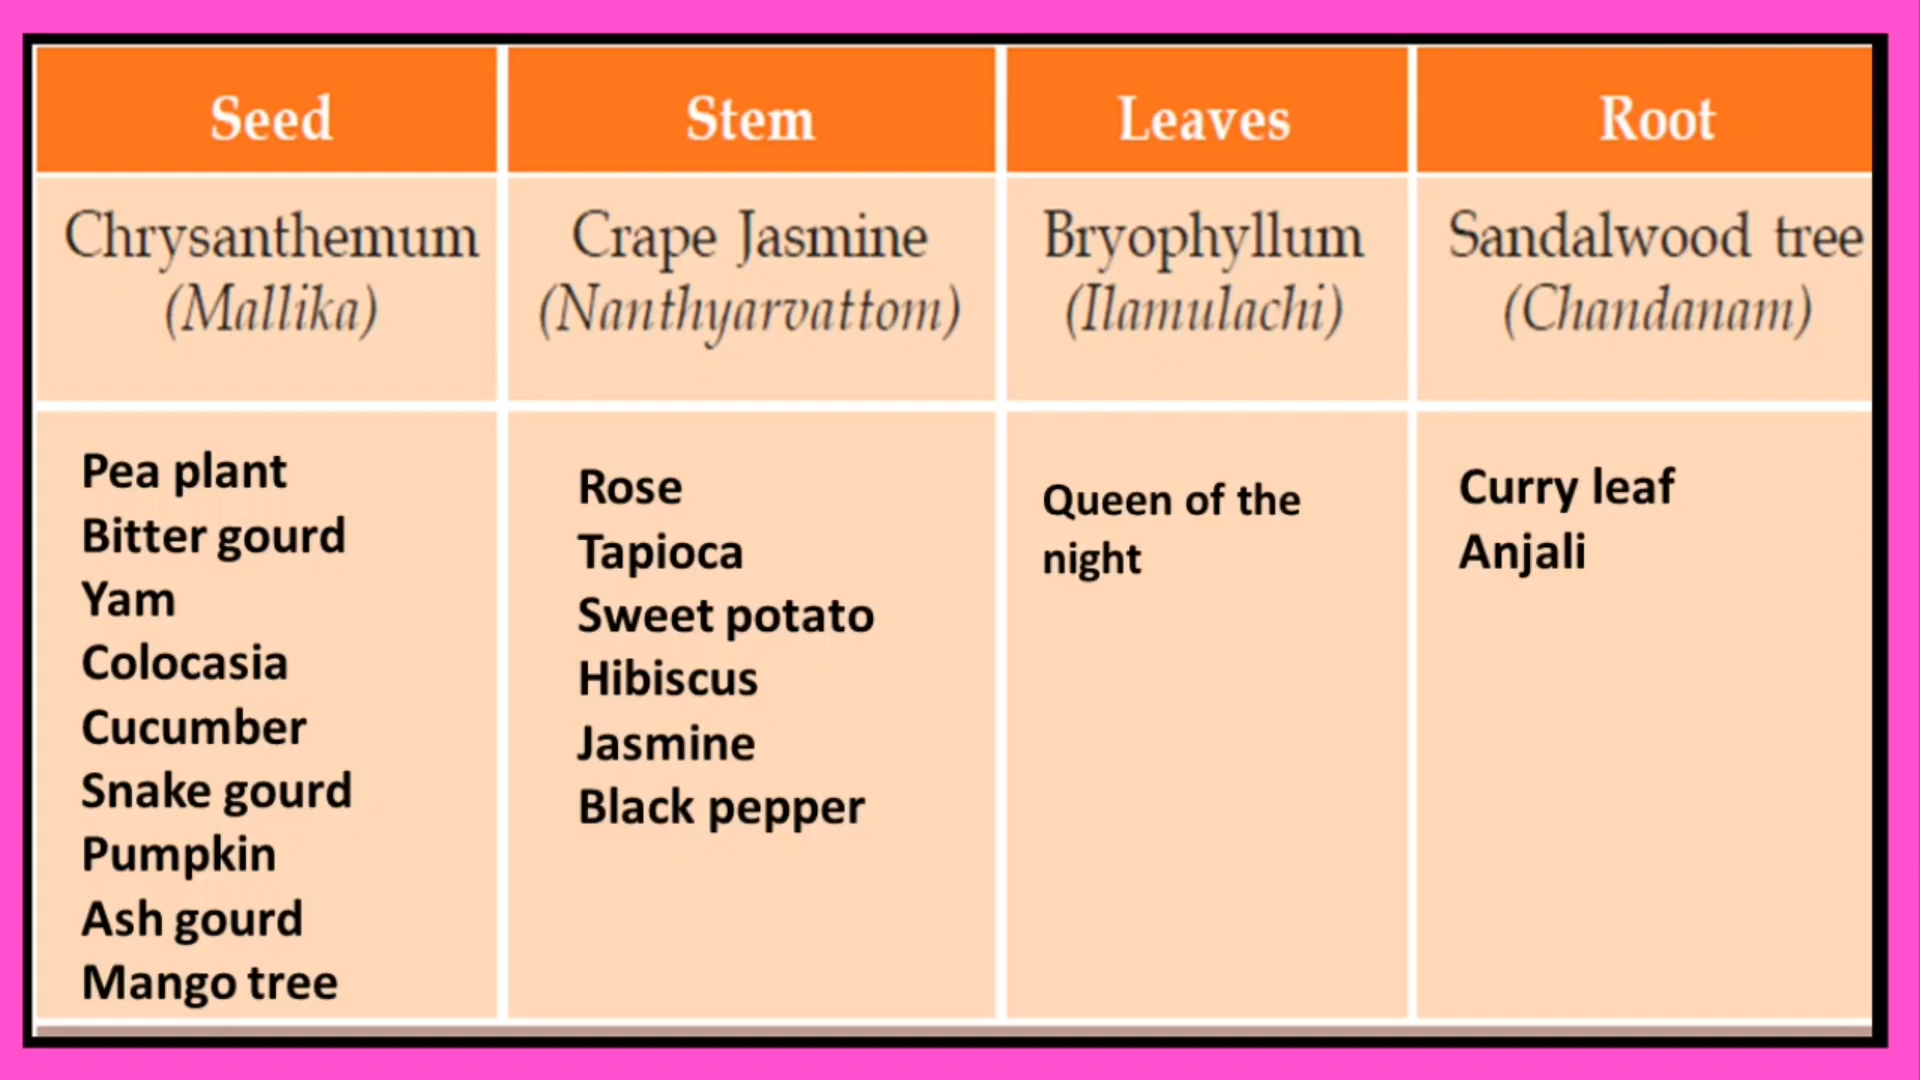 Seed
Stem
Leaves
Root
Chrysanthemum
(Mallika)
Crape Jasmine
(Nanthyarvattom)
Bryophyllum
(Ilamulachi)
Sandalwood tree
(Chandanam)
Pea plant
Bitter gourd
Yam
Colocasia
Cucumber
Snake gourd
Pumpkin
Ash gourd
Mango tree
Rose
Tapioca
Sweet potato
Hibiscus
Jasmine
Black pepper
Queen of the
night
Curry leaf
Anjali